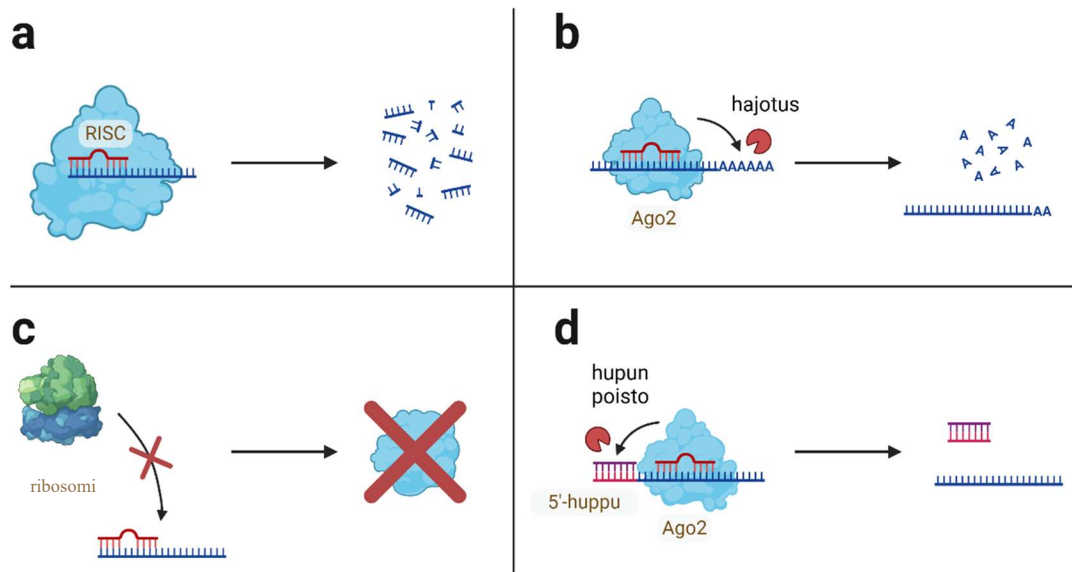 a
RISC
b
hajotus
AAAAAA
Ago2
A
A
A
A
A
A
A
A
A
AA
c
ribosomi
d
hupun
poisto
5'-huppu
Ago2